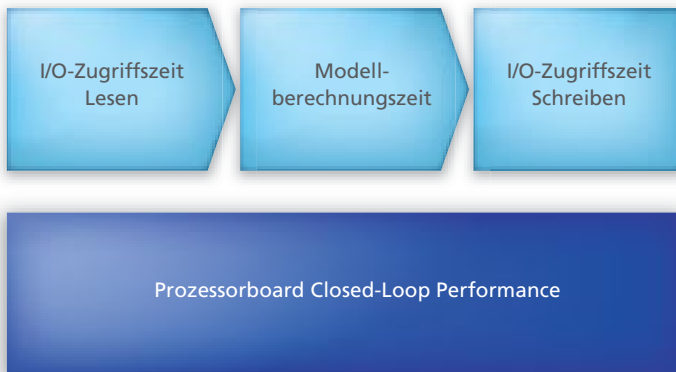 I/O-Zugriffszeit
Lesen
Modell-
berechnungszeit
I/O-Zugriffszeit
Schreiben
Prozessorboard Closed-Loop Performance